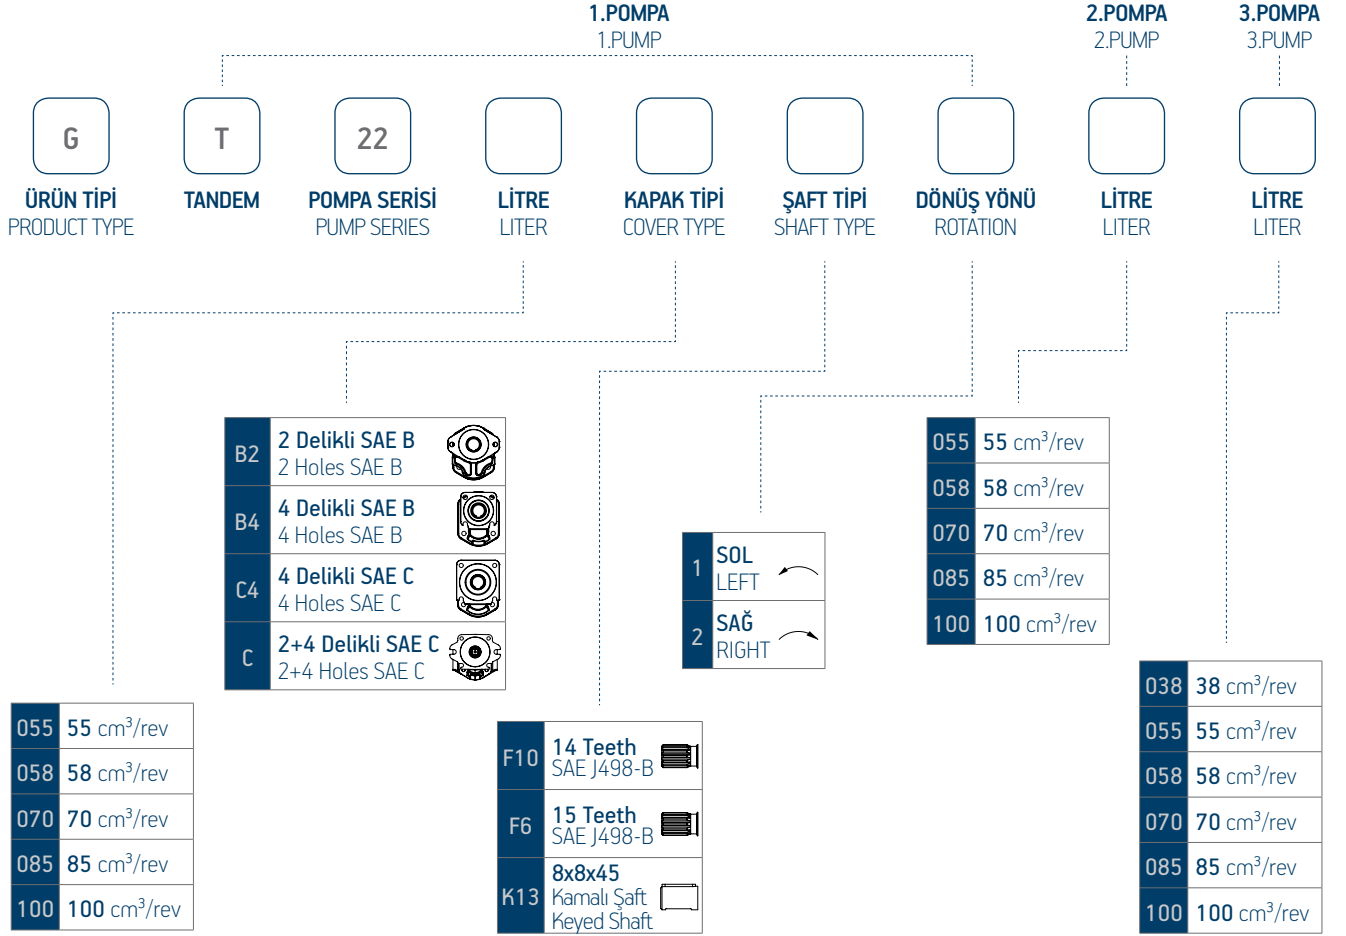 1.POMPA
1.PUMP
2.POMPA
2.PUMP
3.POMPA
3.PUMP
G
T
22
ÜRÜN TİPİ
PRODUCT TYPE
TANDEM
POMPA SERİSİ
PUMP SERIES
LİTRE
LITER
KAPAK TİPİ
COVER TYPE
ŞAFT TİPİ
SHAFT TYPE
DÖNÜŞ YÖNÜ
ROTATION
LİTRE
LITER
LİTRE
LITER
055 55 cm³/rev
058 58 cm³/rev
070 70 cm³/rev
085 85 cm³/rev
100 100 cm³/rev
B2
2 Delikli SAE B
2 Holes SAE B
B4
4 Delikli SAE B
4 Holes SAE B
C4
4 Delikli SAE C
4 Holes SAE C
C
2+4 Delikli SAE C
2+4 Holes SAE C
F10
14 Teeth
SAE J498-B
F6
15 Teeth
SAE J498-B
K13
8x8x45
Kamalı Şaft
Keyed Shaft
1
SOL
LEFT
2
SAĞ
RIGHT
055 55 cm³/rev
058 58 cm³/rev
070 70 cm³/rev
085 85 cm³/rev
100 100 cm³/rev
038 38 cm³/rev
055 55 cm³/rev
058 58 cm³/rev
070 70 cm³/rev
085 85 cm³/rev
100 100 cm³/rev